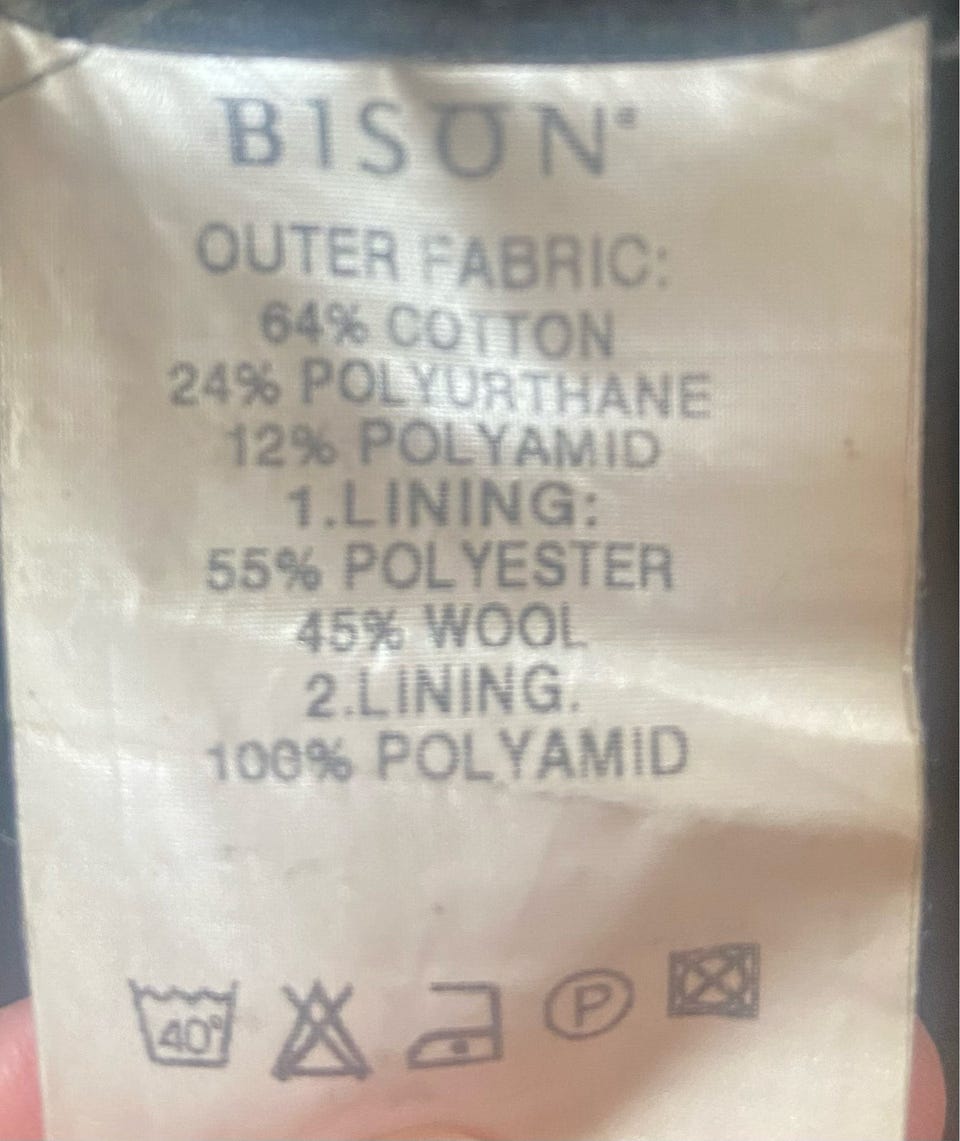 BISON®
OUTER FABRIC:
64% COTTON
24% POLYURTHANE
12% POLYAMID
1.LINING:
55% POLYESTER
45% WOOL
2.LINING.
100% POLYAMID
40°
P